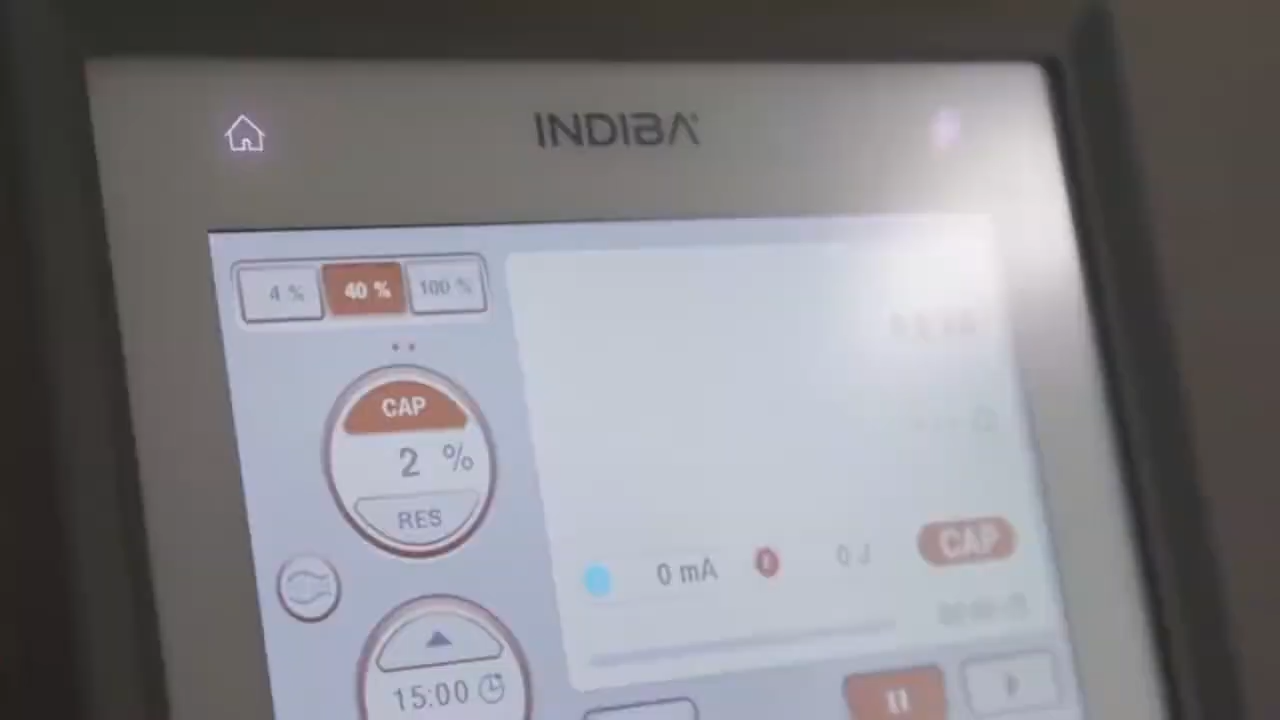 INDIBA
4 % 40 % 100 %
CAP
2 %
RES
0 mA 0 J CAP
15:00